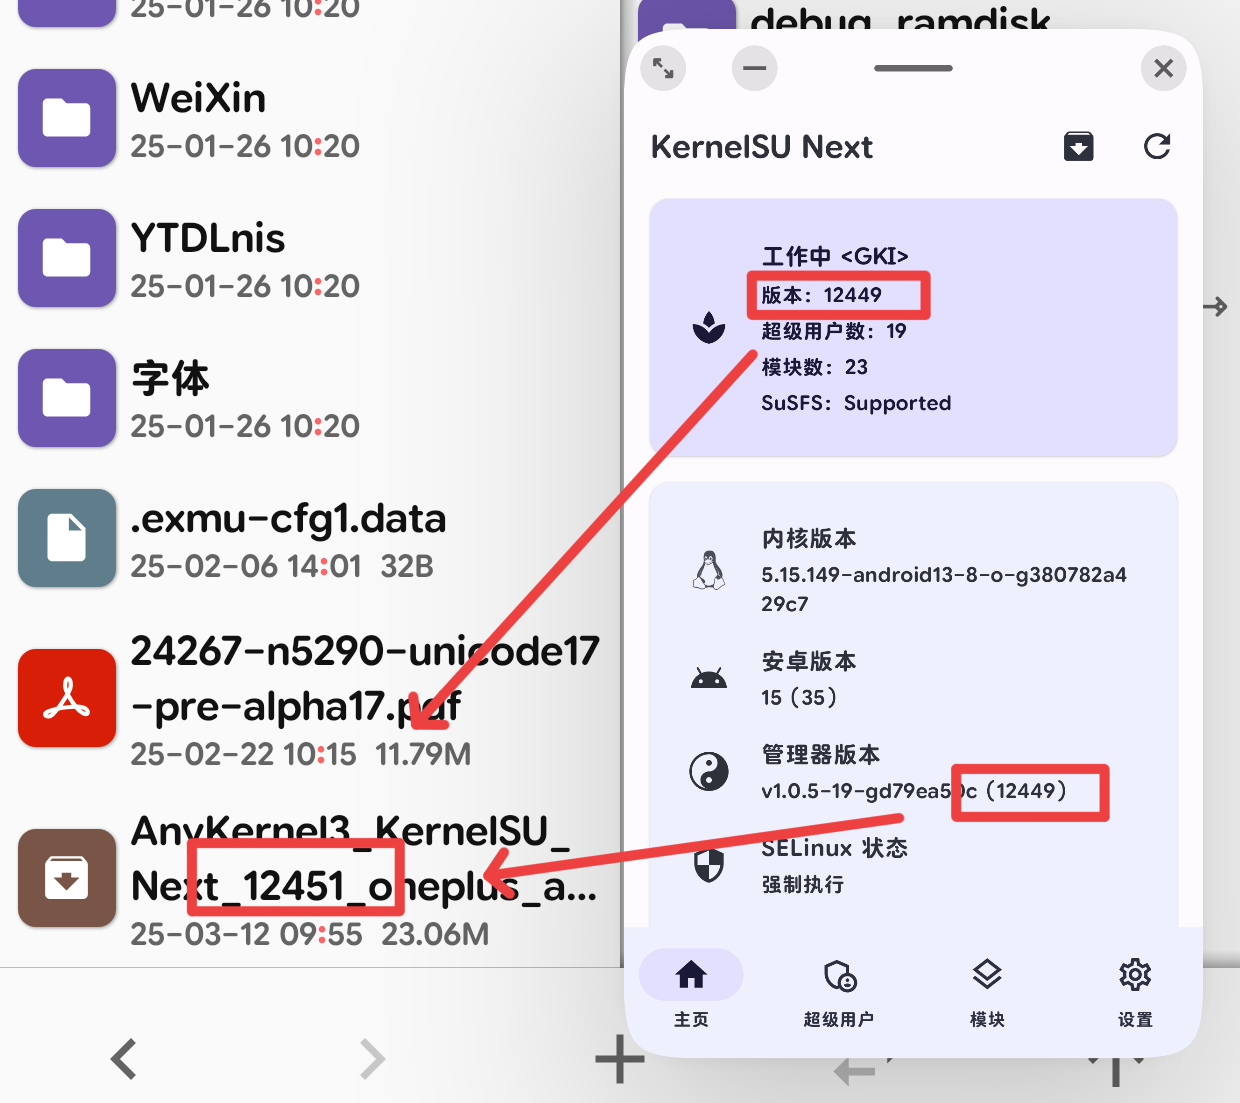 25-01-26 10:20
WeiXin
25-01-26 10:20
YTDLnis
25-01-26 10:20
字体
25-01-26 10:20
.exmu-cfg1.data
25-02-06 14:01 32B
24267-n5290-unicode17
-pre-alpha17.pdf
25-02-22 10:15 11.79M
AnyKernel3_KernelSU_
Next_12451_oneplus_a...
25-03-12 09:55 23.06M
debug_ramdisk
KernelSU Next
工作中 <GKI>
版本：12449
超级用户数：19
模块数：23
SuSFS：Supported
内核版本
5.15.149-android13-8-o-g380782a4
29c7
安卓版本
15 (35)
管理器版本
v1.0.5-19-gd79ea50c (12449)
SELinux 状态
强制执行
主页
超级用户
模块
设置